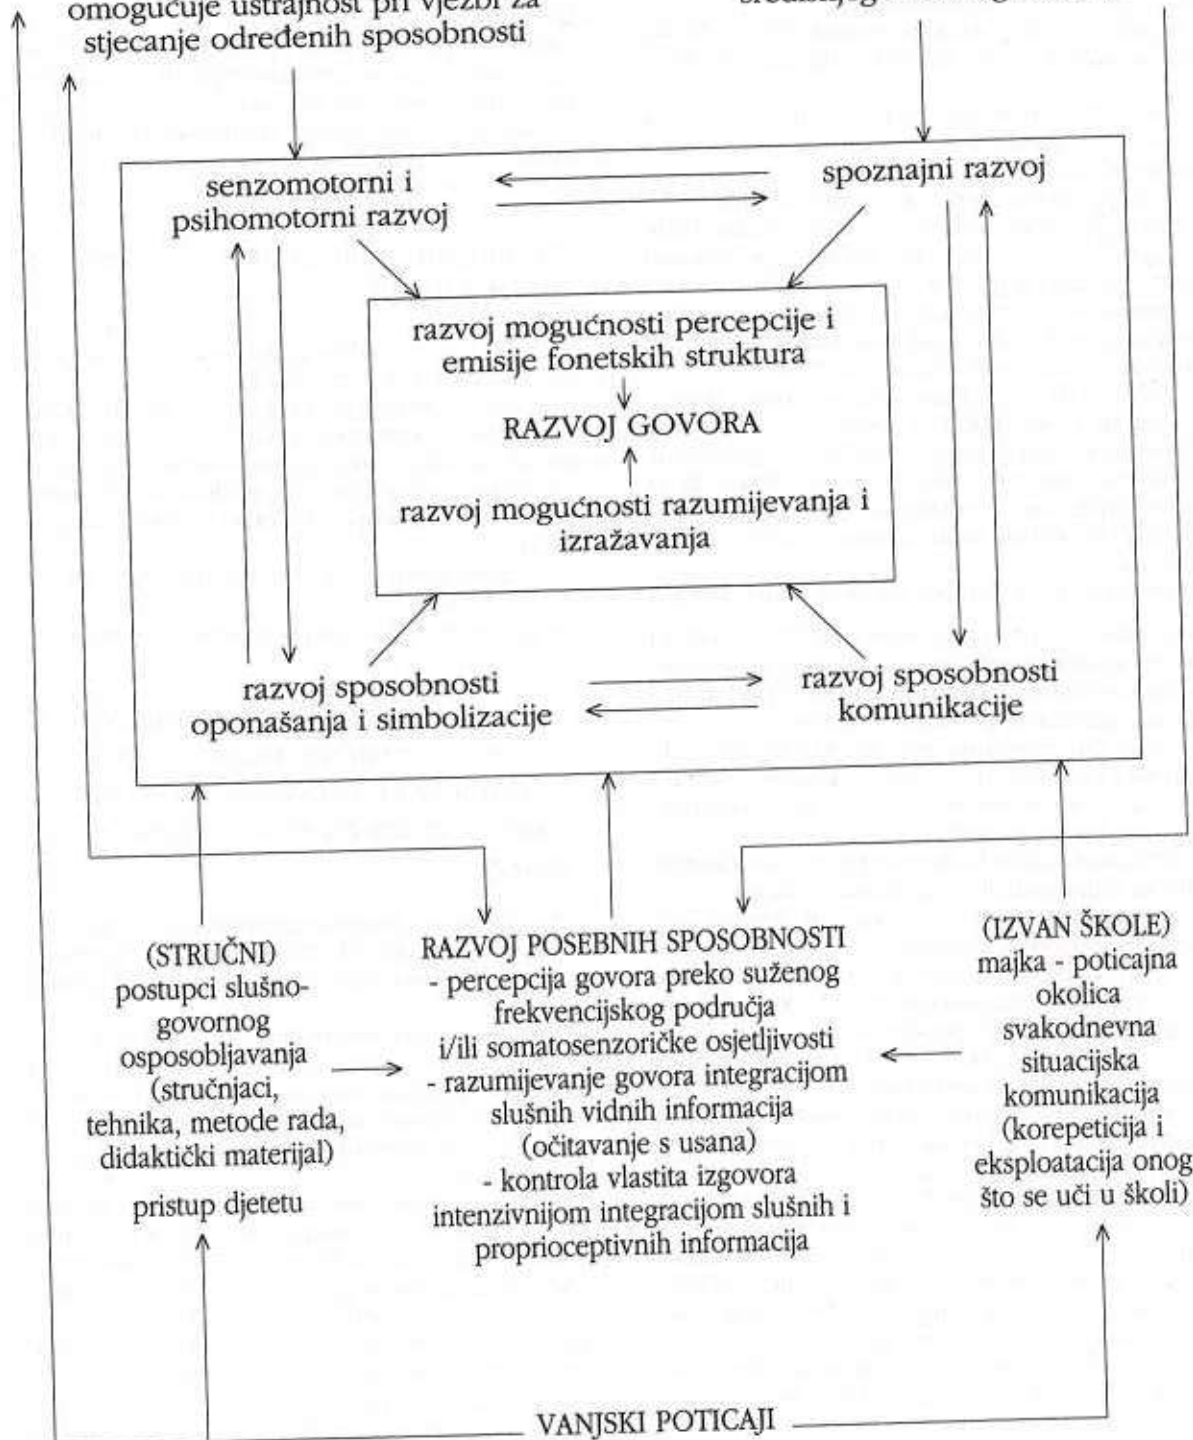 omogućuje ustrajnost pri vježbi za
stjecanje određenih sposobnosti
senzomotorni i
psihomotorni razvoj
spoznajni razvoj
razvoj mogućnosti percepcije i
emisije fonetskih struktura
RAZVOJ GOVORA
razvoj mogućnosti razumijevanja i
izražavanja
razvoj sposobnosti
oponašanja i simbolizacije
razvoj sposobnosti
komunikacije
(STRUČNI)
postupci slušno-
govornog
osposobljavanja
(stručnjaci,
tehnika, metode rada,
didaktički materijal)
pristup djetetu
RAZVOJ POSEBNIH SPOSOBNOSTI
- percepcija govora preko suženog
frekvencijskog područja
i/ili somatosenzoričke osjetljivosti
- razumijevanje govora integracijom
slušnih vidnih informacija
(očitavanje s usana)
- kontrola vlastita izgovora
intenzivnijom integracijom slušnih i
proprioceptivnih informacija
(IZVAN ŠKOLE)
majka - poticajna
okolica
svakodnevna
situacijska
komunikacija
(korepeticija i
eksploatacija onog
što se uči u školi)
VANJSKI POTICAJI